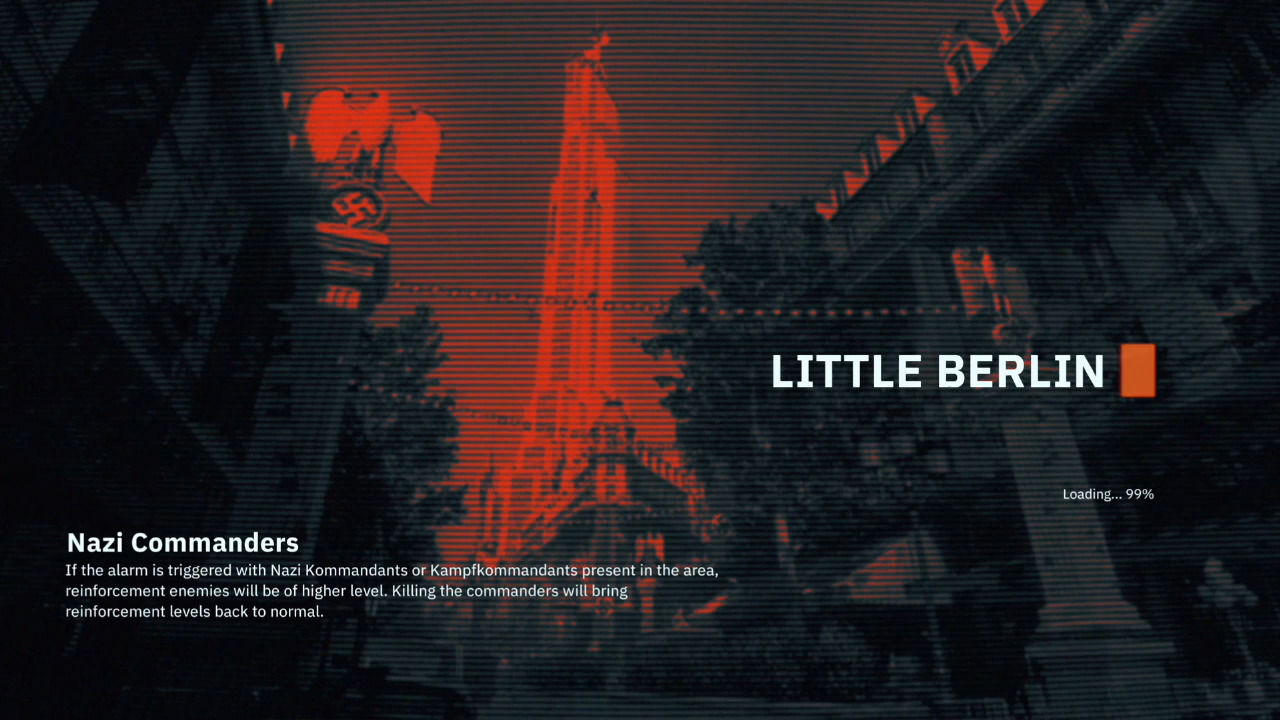 LITTLE BERLIN
Loading... 99%
Nazi Commanders
If the alarm is triggered with Nazi Kommandants or Kampfkommandants present in the area,
reinforcement enemies will be of higher level. Killing the commanders will bring
reinforcement levels back to normal.